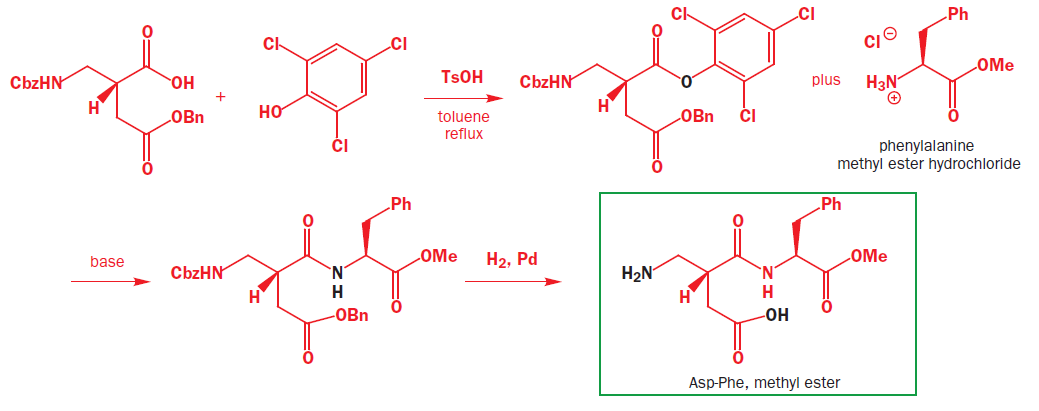 CbzHN
H
O
OH
OBn
O
+
HO
Cl
Cl
Cl
TsOH
toluene
reflux
CbzHN
H
O
O
OBn
O
Cl
Cl
Cl
plus
Cl⊖
H3N
⊕
Ph
OMe
O
phenylalanine
methyl ester hydrochloride
base
CbzHN
H
O
N
H
Ph
OMe
O
OBn
O
H2, Pd
H2N
H
O
N
H
Ph
OMe
O
OH
O
Asp-Phe, methyl ester